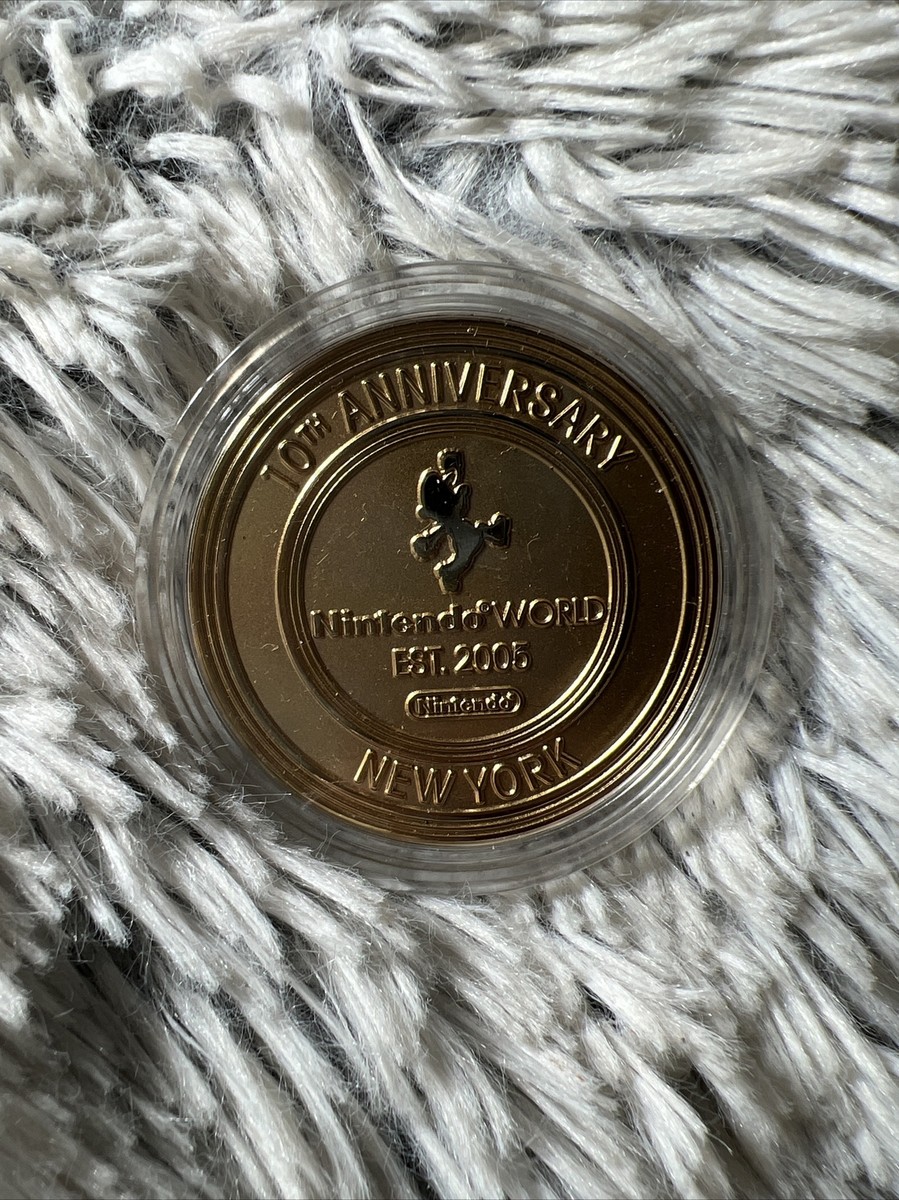 10TH ANNIVERSARY
Nintendo® WORLD
EST. 2005
Nintendo®
NEW YORK